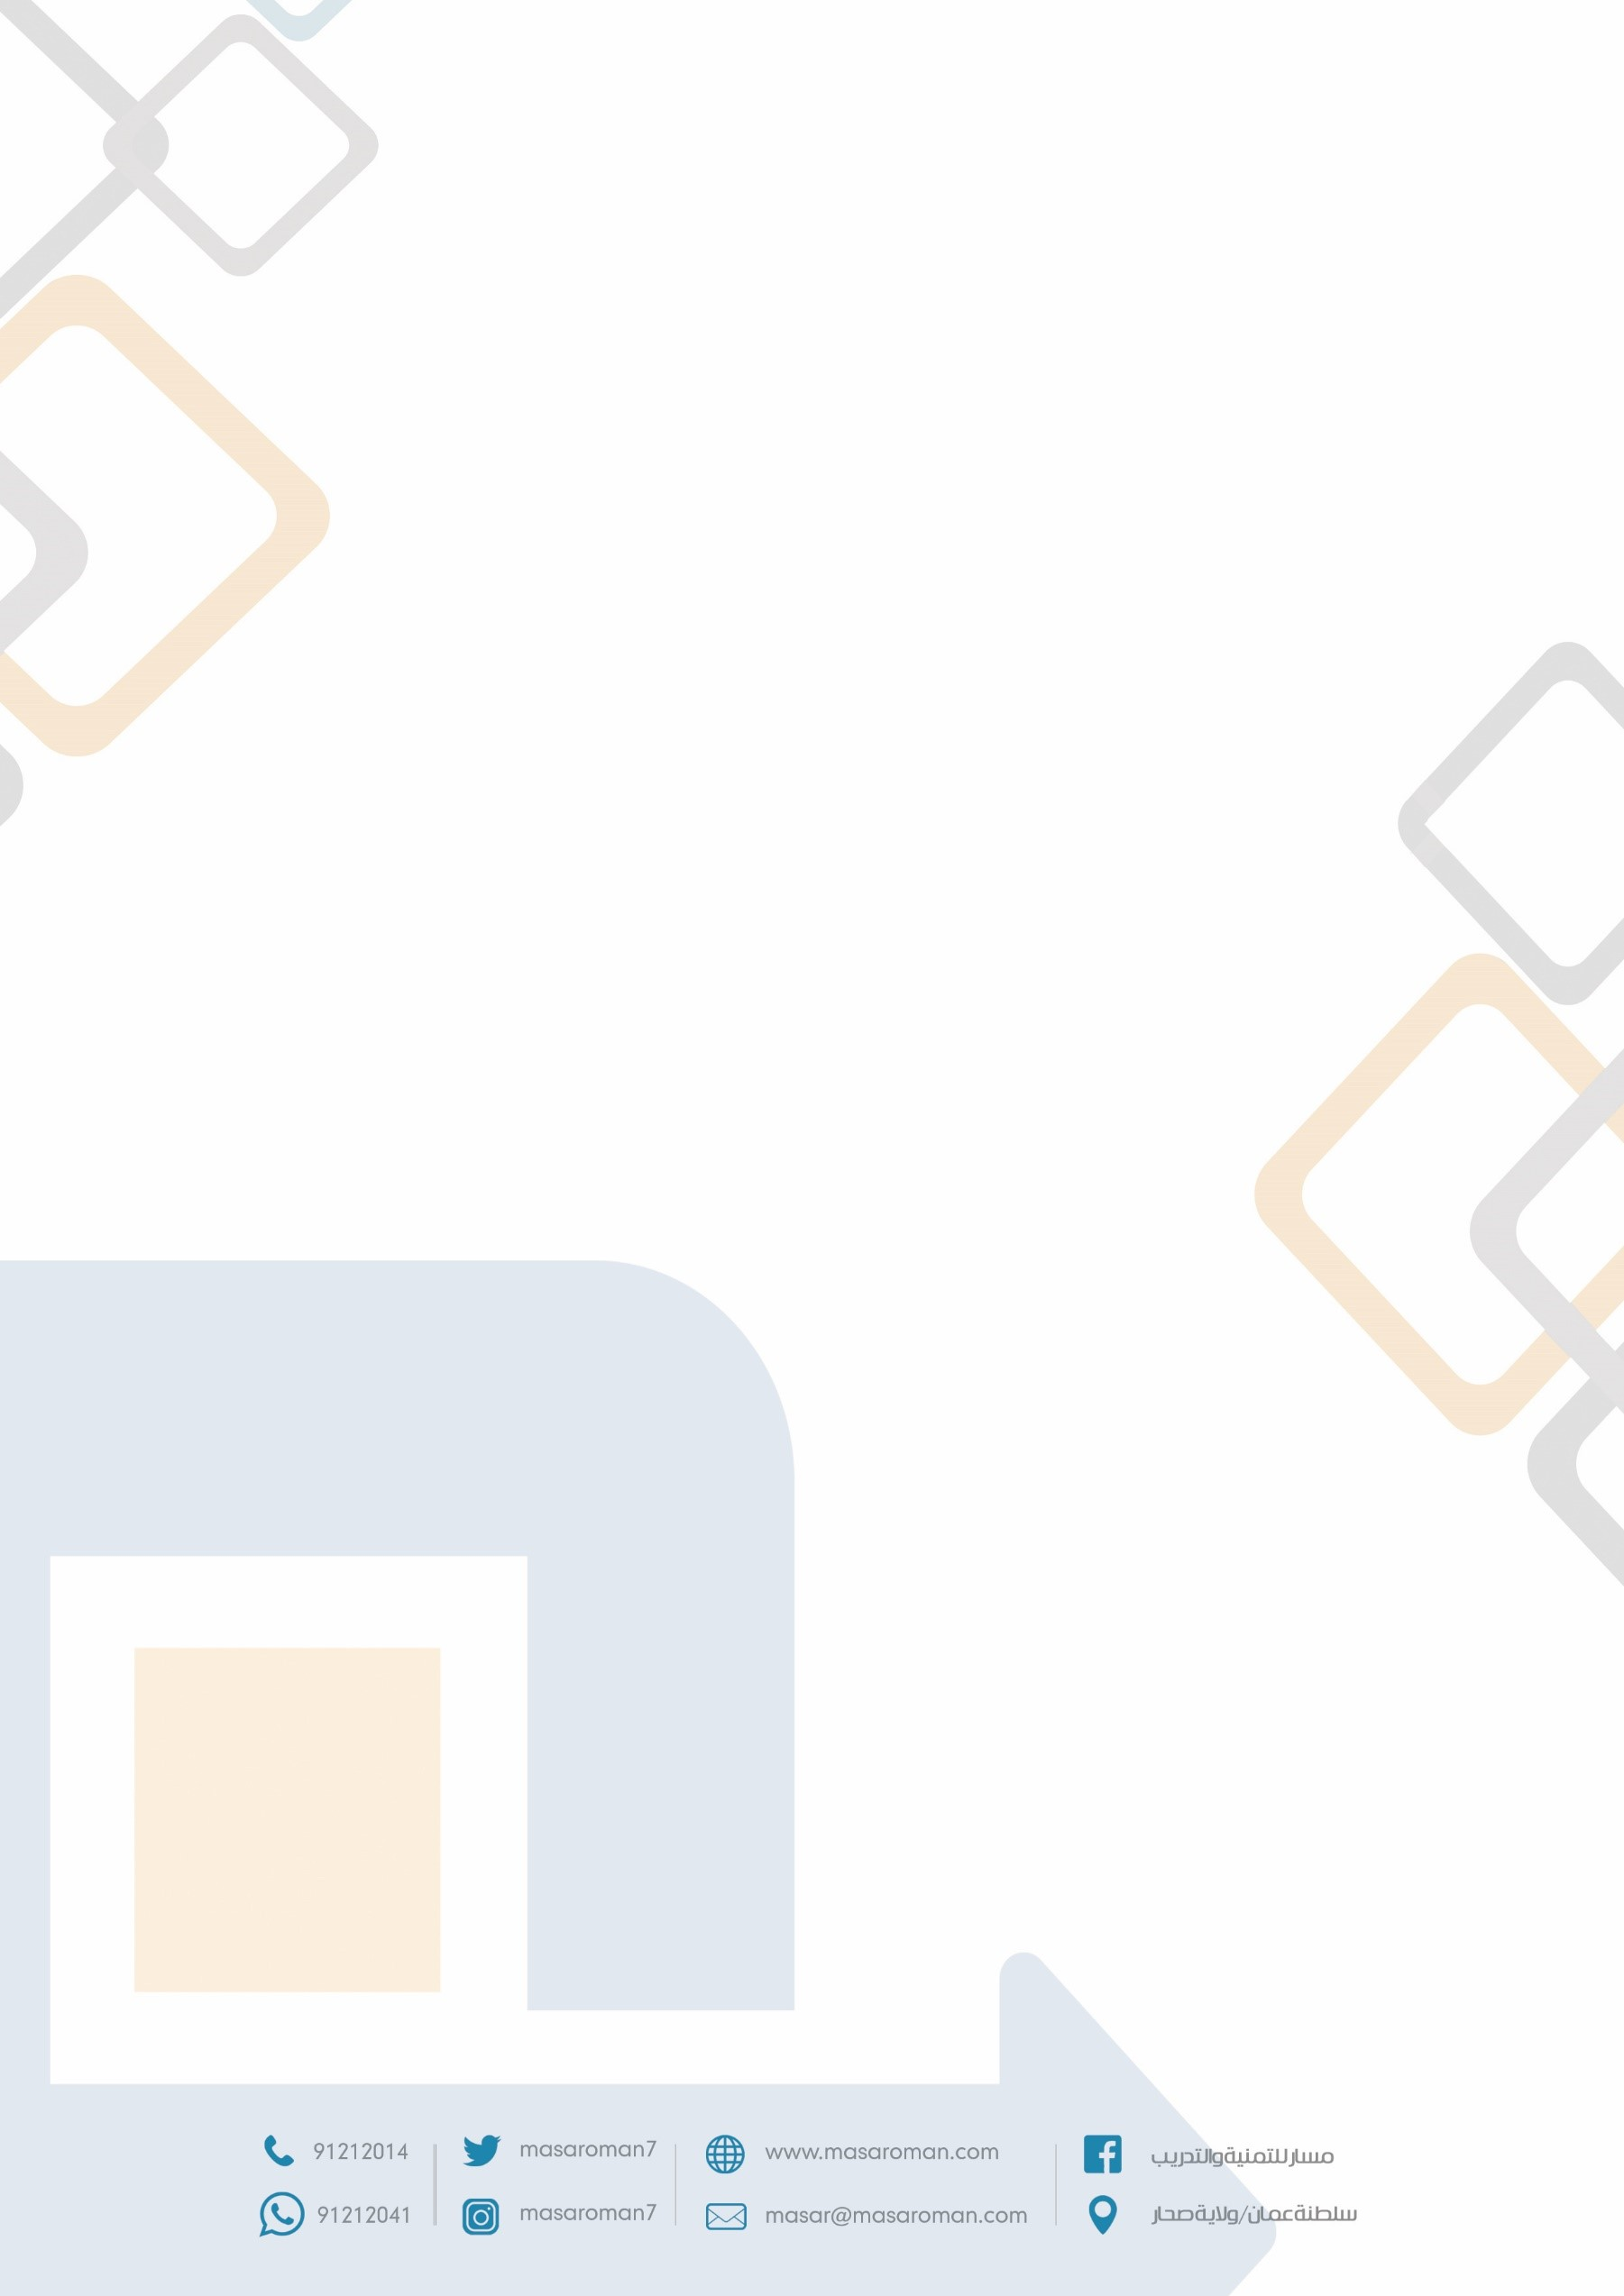 91212014
masaroman7
www.masaroman.com
مسار للتمنية والتدريب
91212041
masaroman7
masar@masaroman.com
سلطنة عمان/ولاية صحار